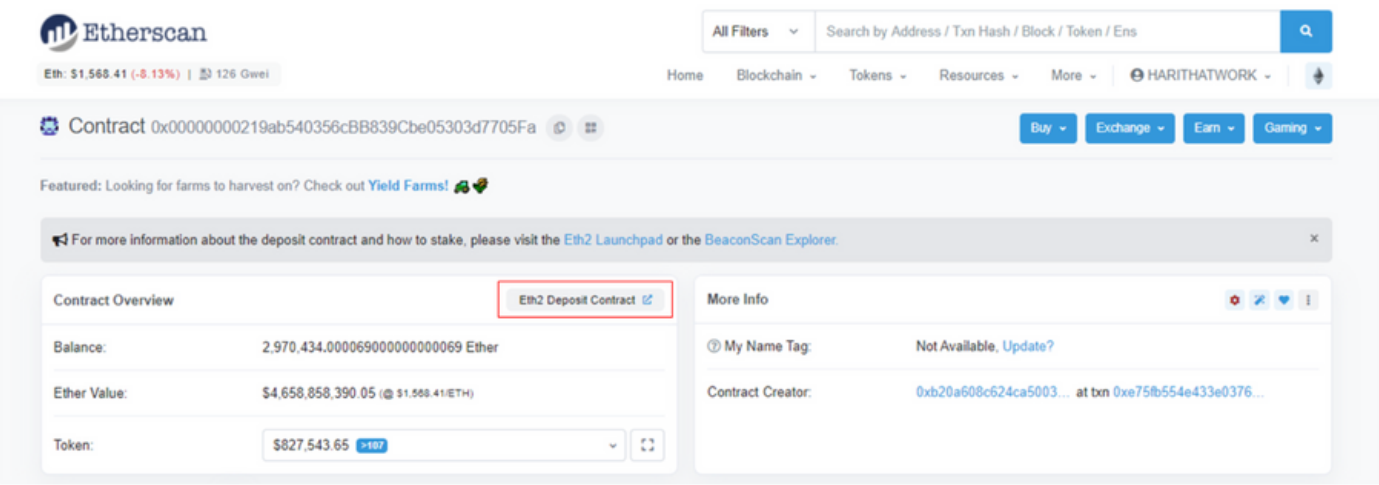 Etherscan
All Filters
Search by Address / Txn Hash / Block / Token / Ens
Eth: $1,568.41 (-8.13%) | 126 Gwei
Home Blockchain Tokens Resources More HARITHATWORK
Contract 0x00000000219ab540356cBB839Cbe05303d7705Fa
Buy Exchange Earn Gaming
Featured: Looking for farms to harvest on? Check out Yield Farms!
For more information about the deposit contract and how to stake, please visit the Eth2 Launchpad or the BeaconScan Explorer.
Contract Overview
Eth2 Deposit Contract
Balance: 2,970,434.000069000000000069 Ether
Ether Value: $4,658,858,390.05 (@ $1,568.41/ETH)
Token: $827,543.65 >107
More Info
My Name Tag: Not Available, Update?
Contract Creator: 0xb20a608c624ca5003... at txn 0xe75fb554e433e0376...